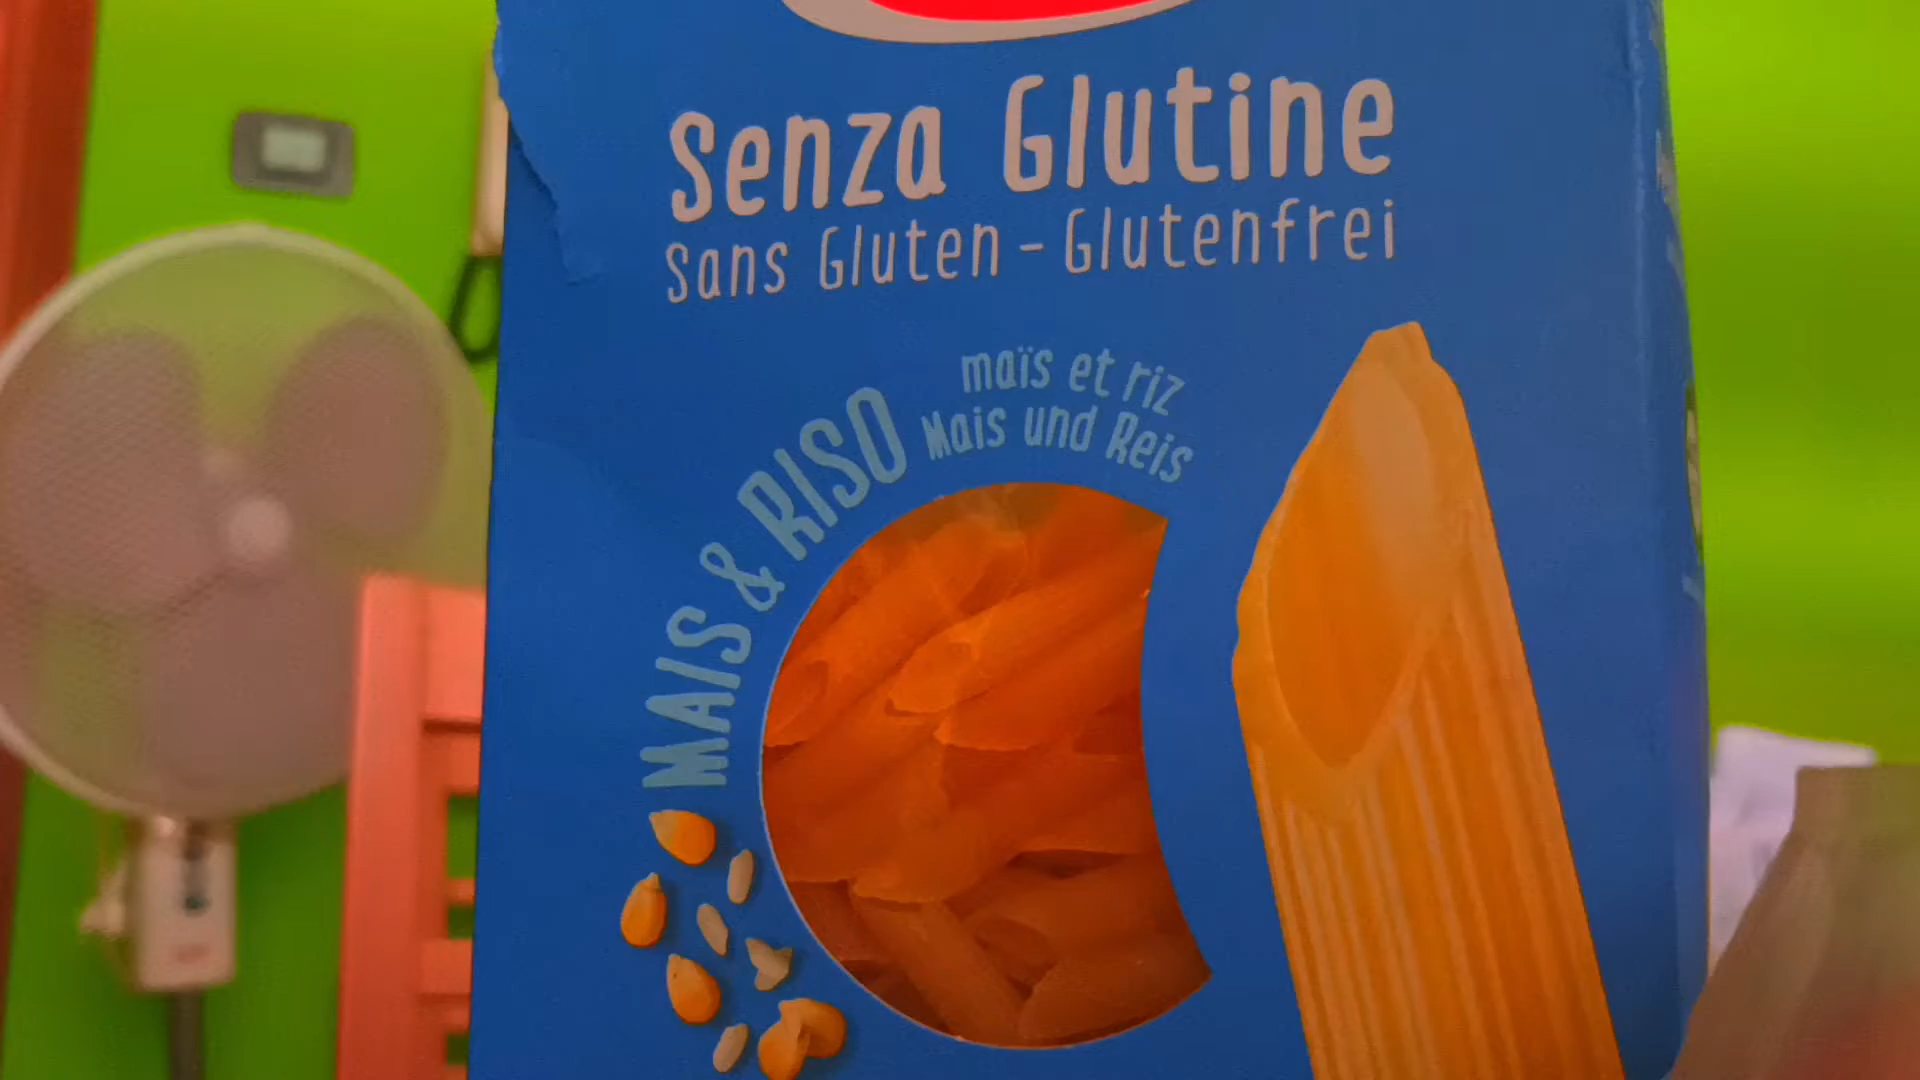 Senza Glutine
Sans Gluten - Glutenfrei
maïs et riz
Mais und Reis
MAIS & RISO